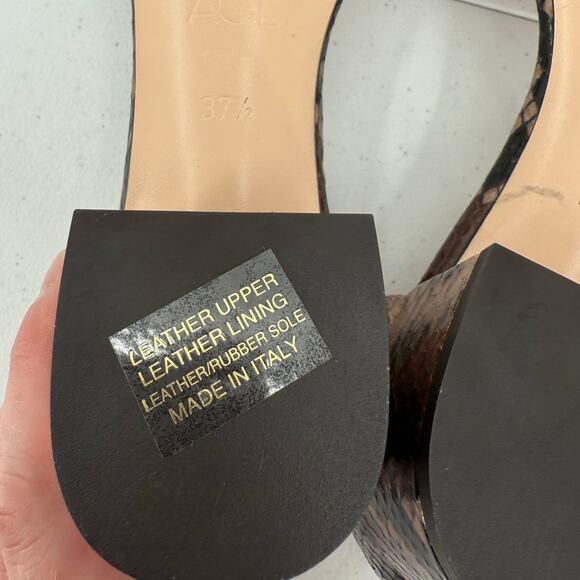 AGL
37½
LEATHER UPPER
LEATHER LINING
LEATHER/RUBBER SOLE
MADE IN ITALY